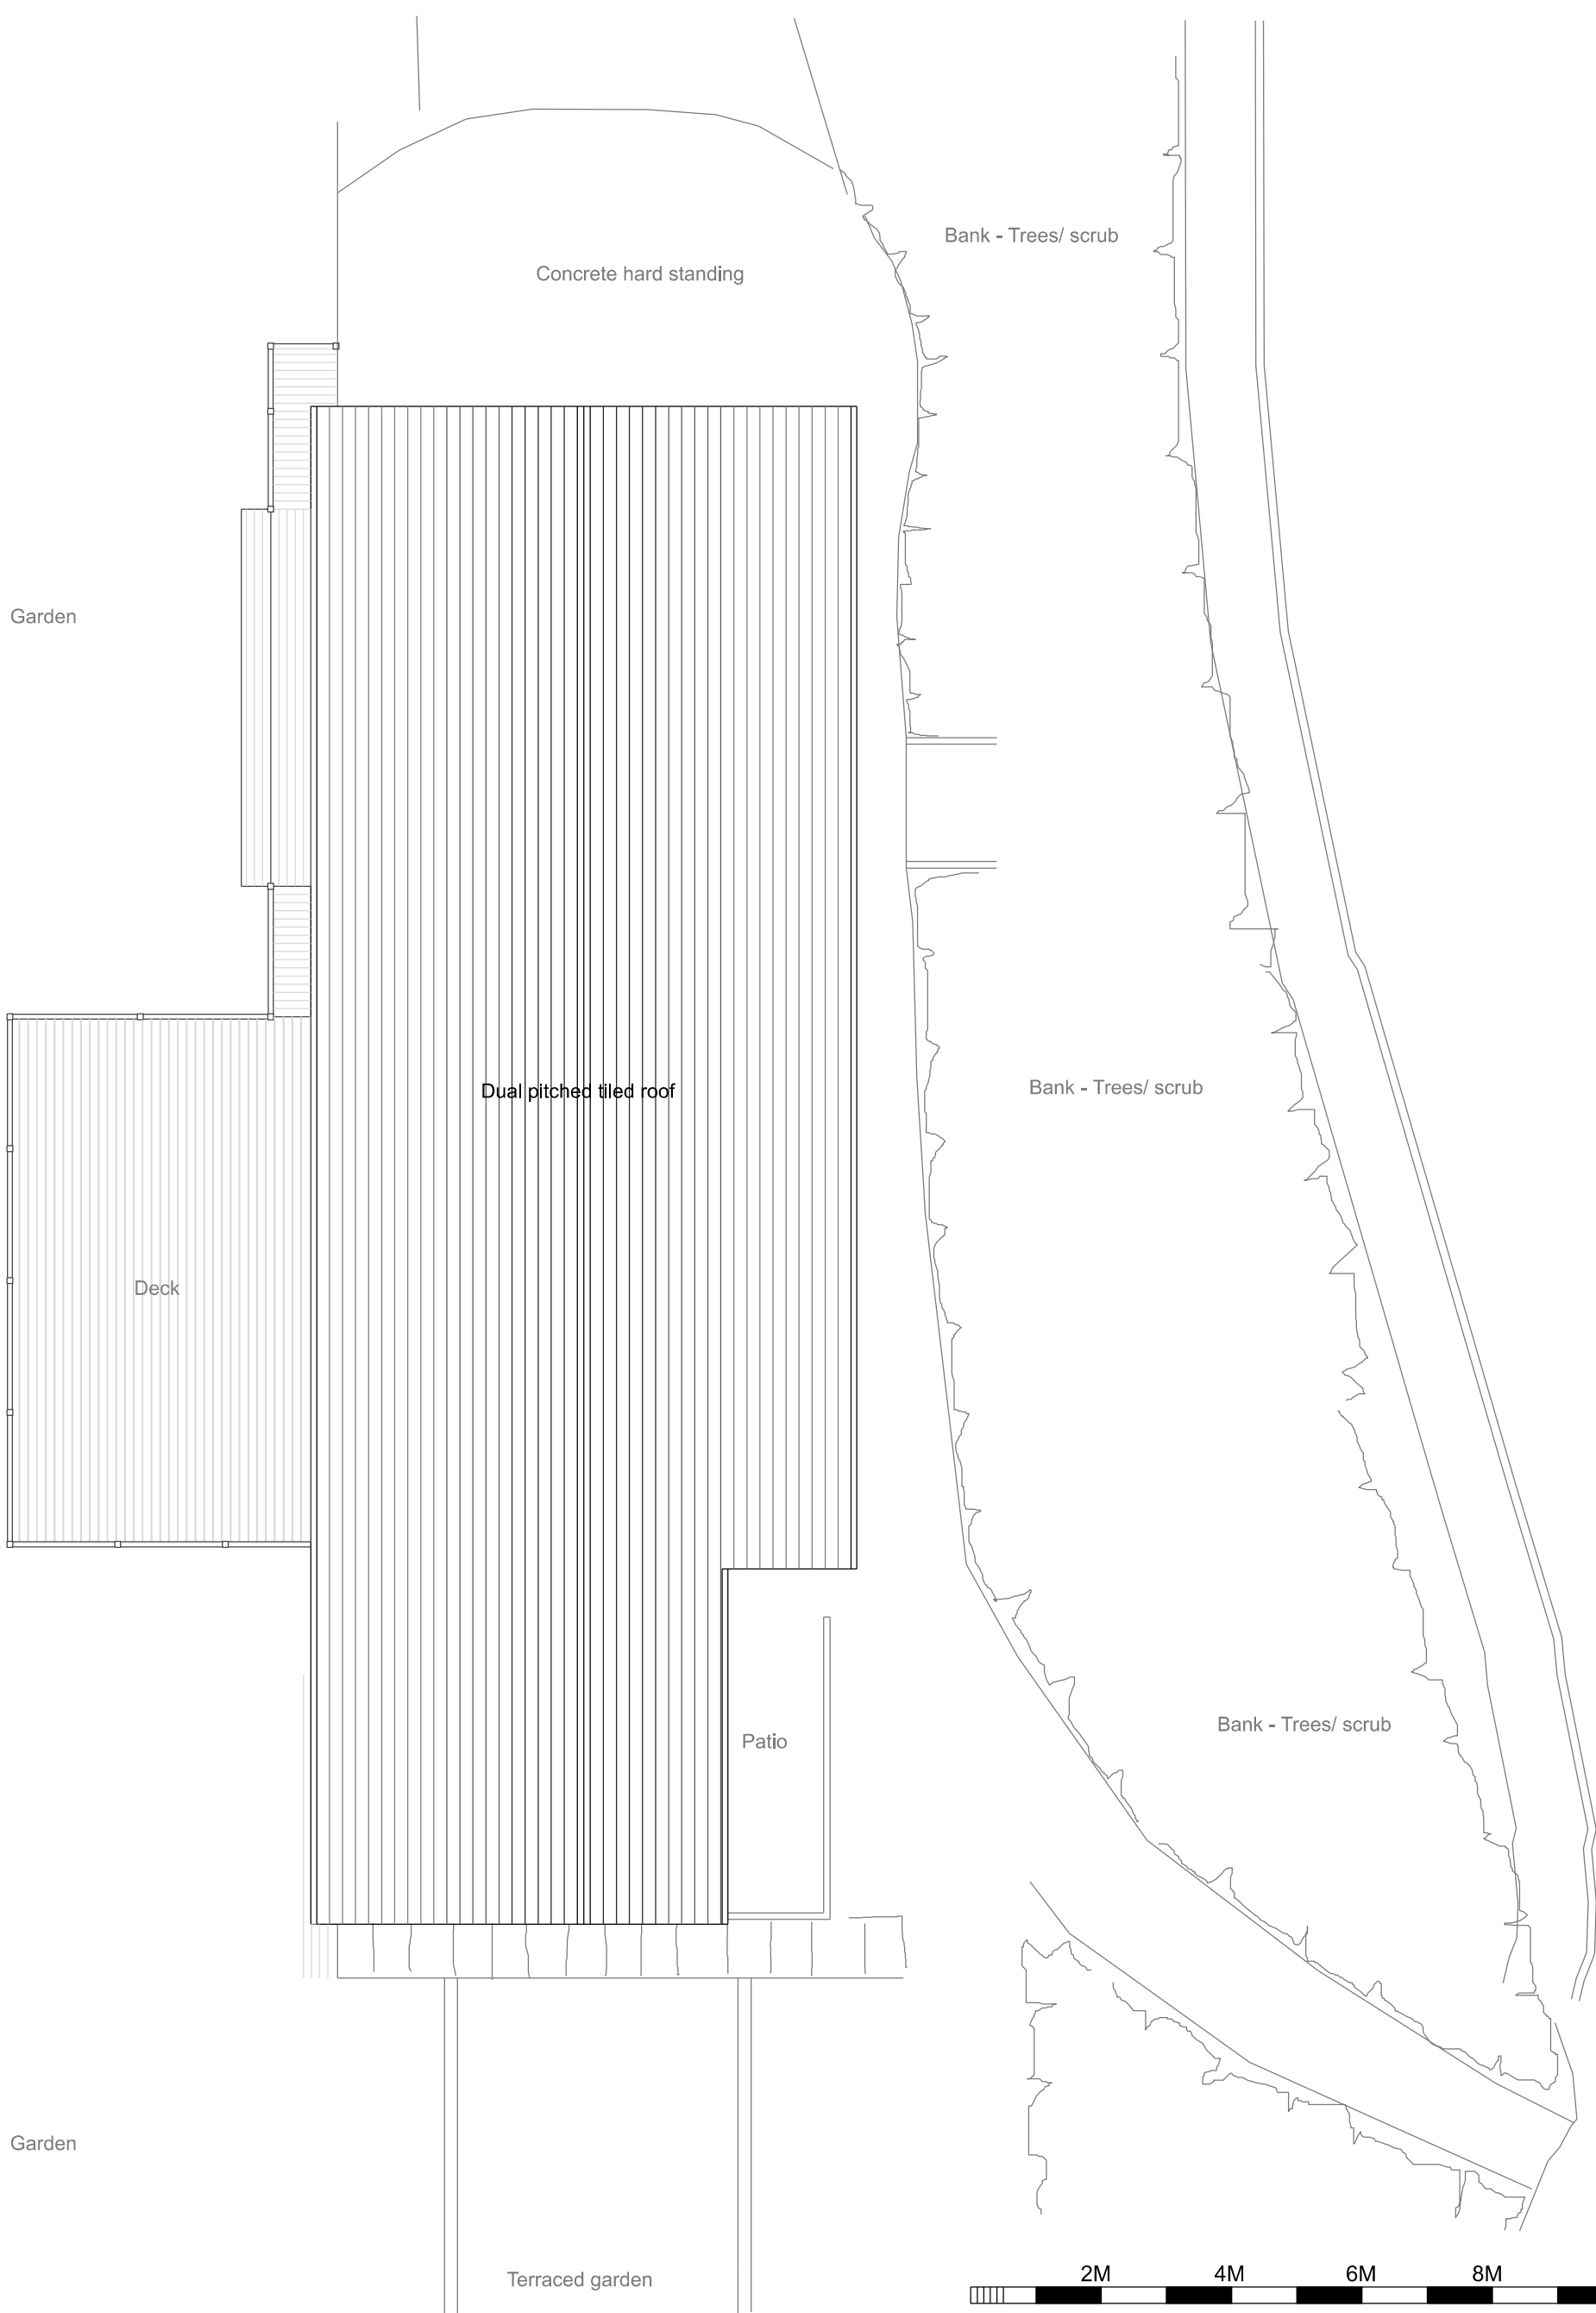 Bank - Trees/ scrub
Concrete hard standing
Garden
Bank - Trees/ scrub
Dual pitched tiled roof
Deck
Bank - Trees/ scrub
Patio
Garden
Terraced garden
2M 4M 6M 8M